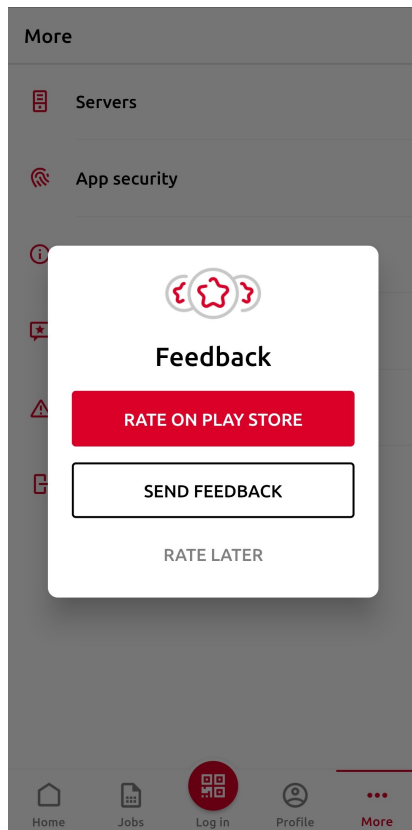 More
Servers
App security
Feedback
RATE ON PLAY STORE
SEND FEEDBACK
RATE LATER
Home
Jobs
Log in
Profile
More